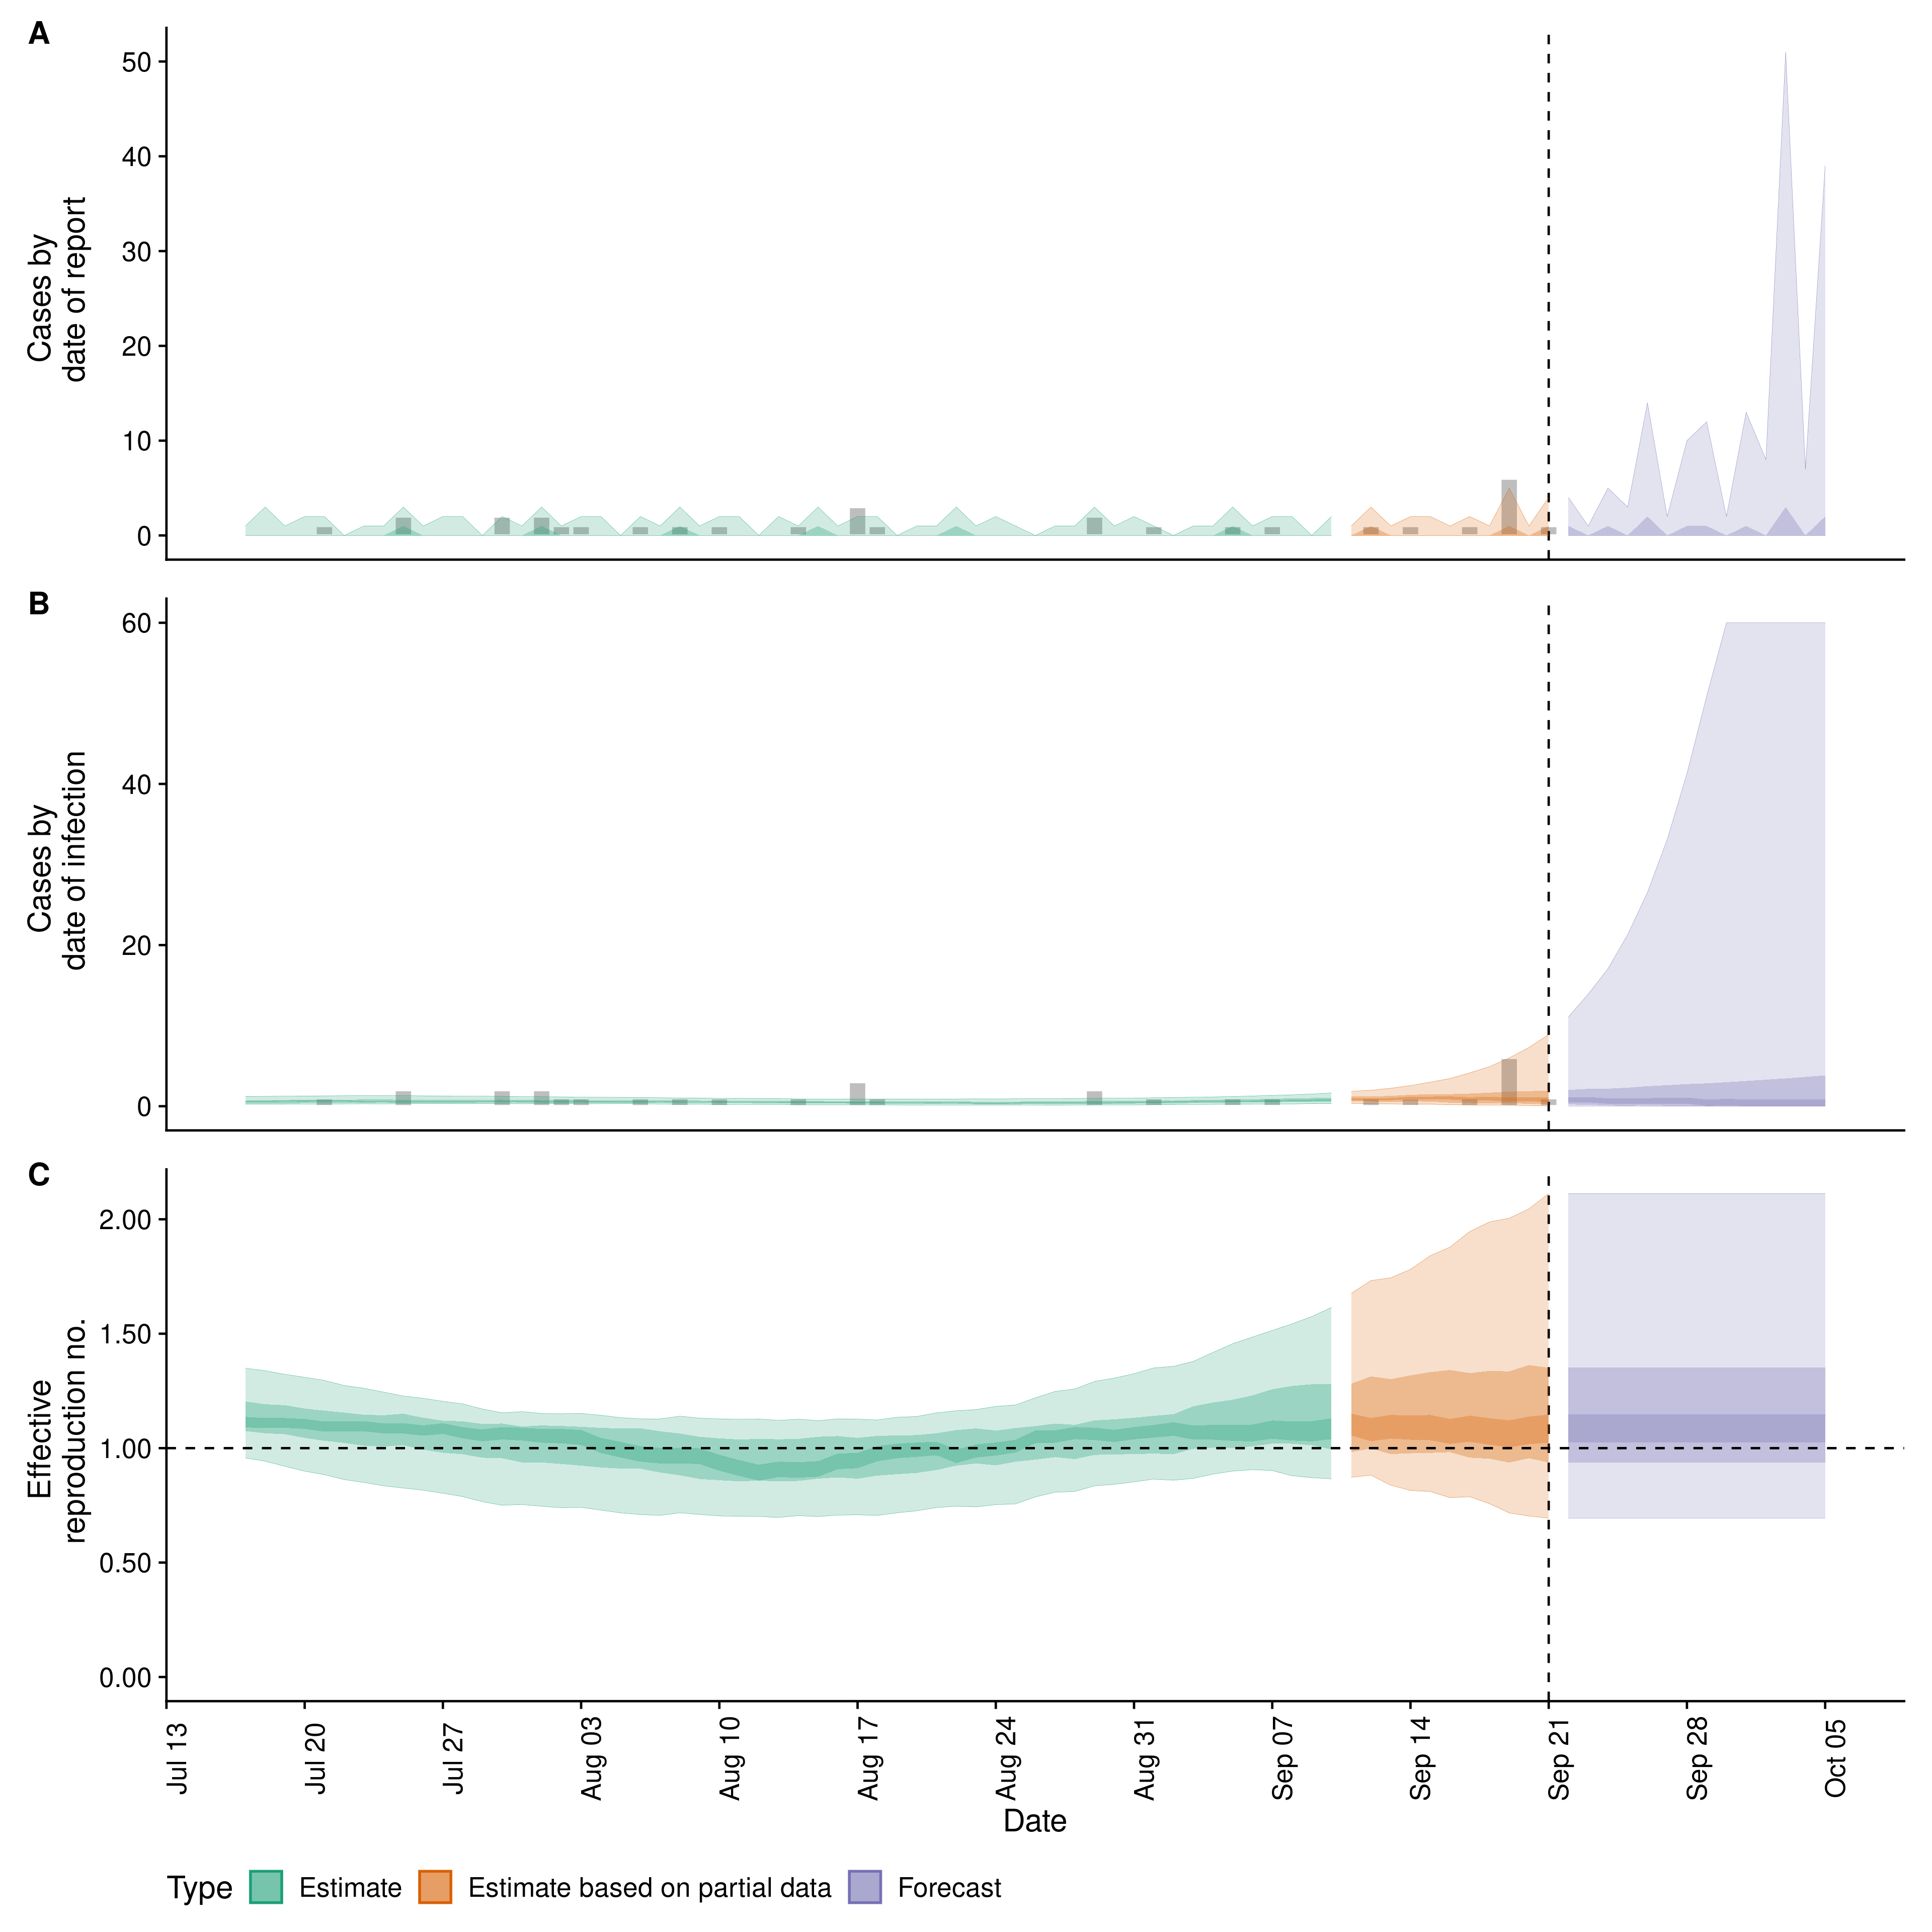 A
50
40
30
20
10
0
Cases by
date of report
B
60
40
20
0
Cases by
date of infection
C
2.00
1.50
1.00
0.50
0.00
Effective
reproduction no.
Jul 13
Jul 20
Jul 27
Aug 03
Aug 10
Aug 17
Aug 24
Aug 31
Sep 07
Sep 14
Sep 21
Sep 28
Oct 05
Date
Type Estimate Estimate based on partial data Forecast